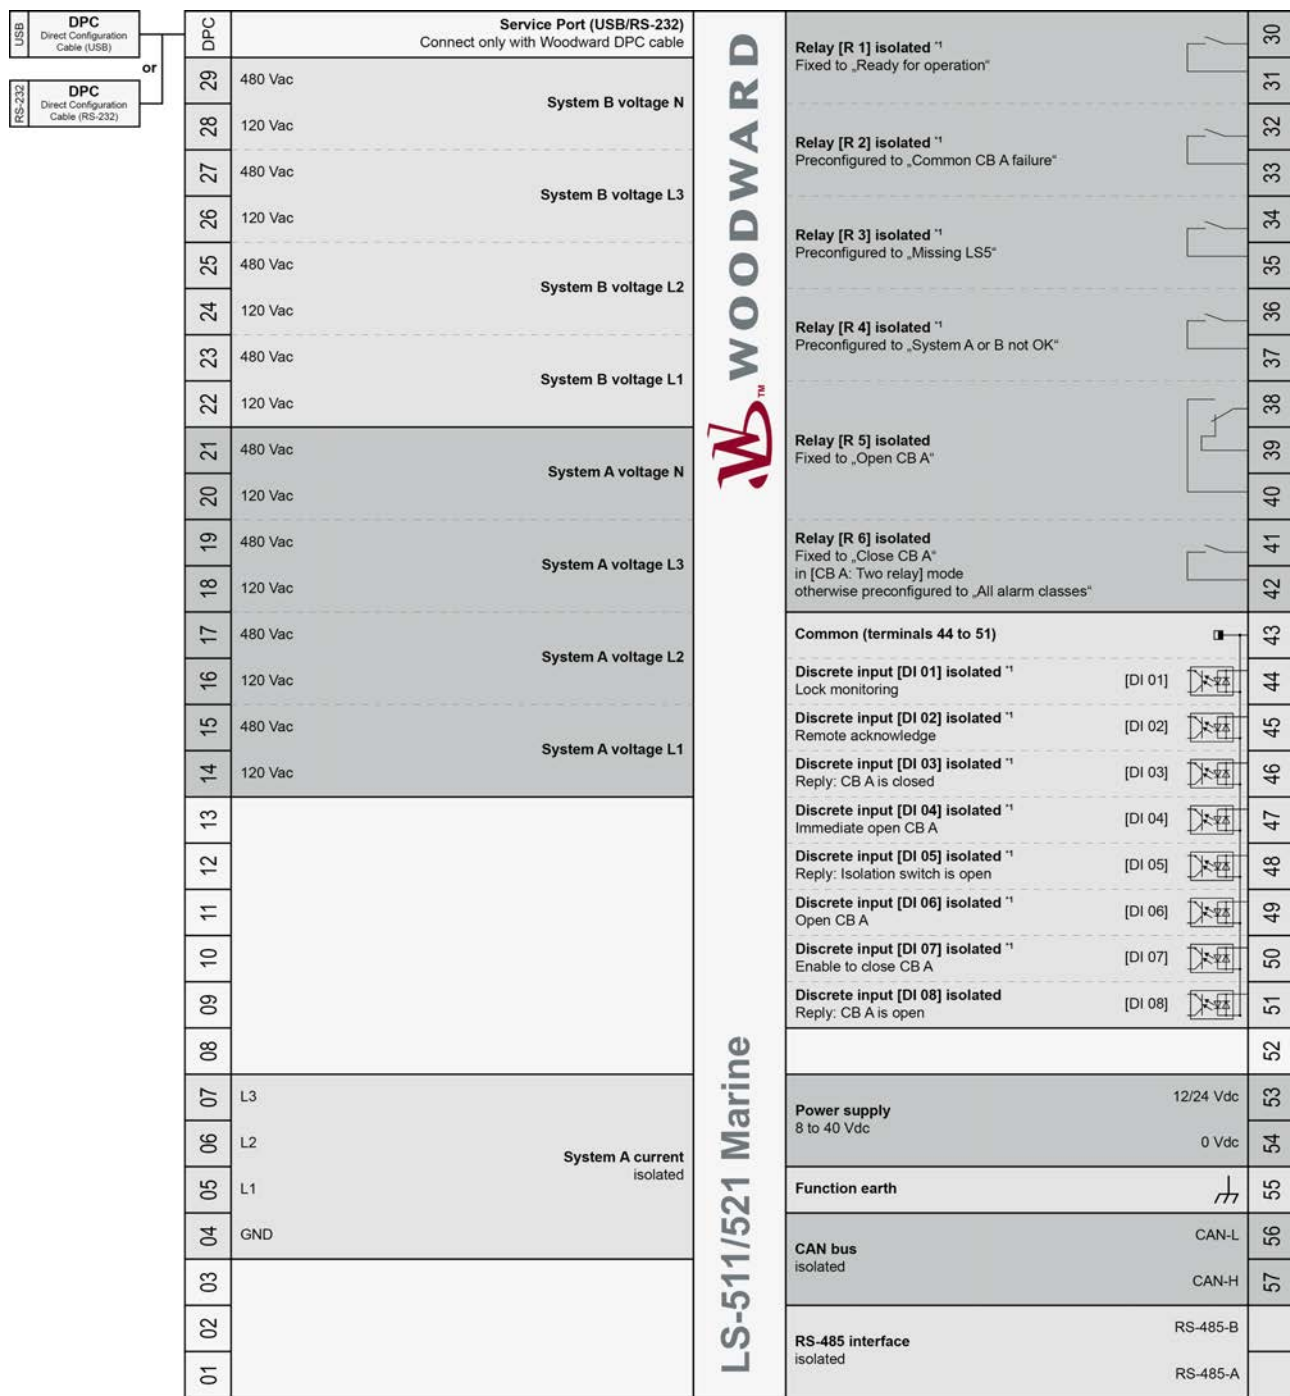 USB
DPC
Direct Configuration
Cable (USB)
or
RS-232
DPC
Direct Configuration
Cable (RS-232)
DPC
Service Port (USB/RS-232)
Connect only with Woodward DPC cable
29
480 Vac
System B voltage N
28
120 Vac
27
480 Vac
System B voltage L3
26
120 Vac
25
480 Vac
System B voltage L2
24
120 Vac
23
480 Vac
System B voltage L1
22
120 Vac
21
480 Vac
System A voltage N
20
120 Vac
19
480 Vac
System A voltage L3
18
120 Vac
17
480 Vac
System A voltage L2
16
120 Vac
15
480 Vac
System A voltage L1
14
120 Vac
13
12
11
10
09
08
07
L3
06
L2
System A current
isolated
05
L1
04
GND
03
02
01
WOODWARD
TM
LS-511/521 Marine
Relay [R 1] isolated *1
Fixed to „Ready for operation“
30
31
Relay [R 2] isolated *1
Preconfigured to „Common CB A failure“
32
33
Relay [R 3] isolated *1
Preconfigured to „Missing LS5“
34
35
Relay [R 4] isolated *1
Preconfigured to „System A or B not OK“
36
37
Relay [R 5] isolated
Fixed to „Open CB A“
38
39
40
Relay [R 6] isolated
Fixed to „Close CB A“
in [CB A: Two relay] mode
otherwise preconfigured to „All alarm classes“
41
42
Common (terminals 44 to 51)
43
Discrete input [DI 01] isolated *1
Lock monitoring
[DI 01]
44
Discrete input [DI 02] isolated *1
Remote acknowledge
[DI 02]
45
Discrete input [DI 03] isolated *1
Reply: CB A is closed
[DI 03]
46
Discrete input [DI 04] isolated *1
Immediate open CB A
[DI 04]
47
Discrete input [DI 05] isolated *1
Reply: Isolation switch is open
[DI 05]
48
Discrete input [DI 06] isolated *1
Open CB A
[DI 06]
49
Discrete input [DI 07] isolated *1
Enable to close CB A
[DI 07]
50
Discrete input [DI 08] isolated
Reply: CB A is open
[DI 08]
51
52
Power supply
8 to 40 Vdc
12/24 Vdc
53
0 Vdc
54
Function earth
55
CAN bus
isolated
CAN-L
56
CAN-H
57
RS-485 interface
isolated
RS-485-B
RS-485-A